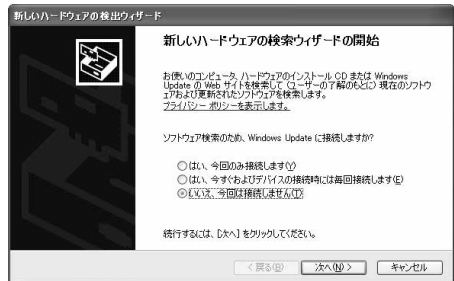 新しいハードウェアの検出ウィザード
新しいハードウェアの検索ウィザードの開始
お使いのコンピュータ、ハードウェアのインストール CD または Windows
Update の Web サイトを検索して (ユーザーの了解のもとに) 現在のソフトウ
ェアおよび更新されたソフトウェアを検索します。
プライバシー ポリシーを表示します。
ソフトウェア検索のため、Windows Update に接続しますか?
はい、今回のみ接続します(Y)
はい、今すぐおよびデバイスの接続時には毎回接続します(E)
いいえ、今回は接続しません(T)
続行するには、[次へ] をクリックしてください。
< 戻る(B) 次へ(N) > キャンセル